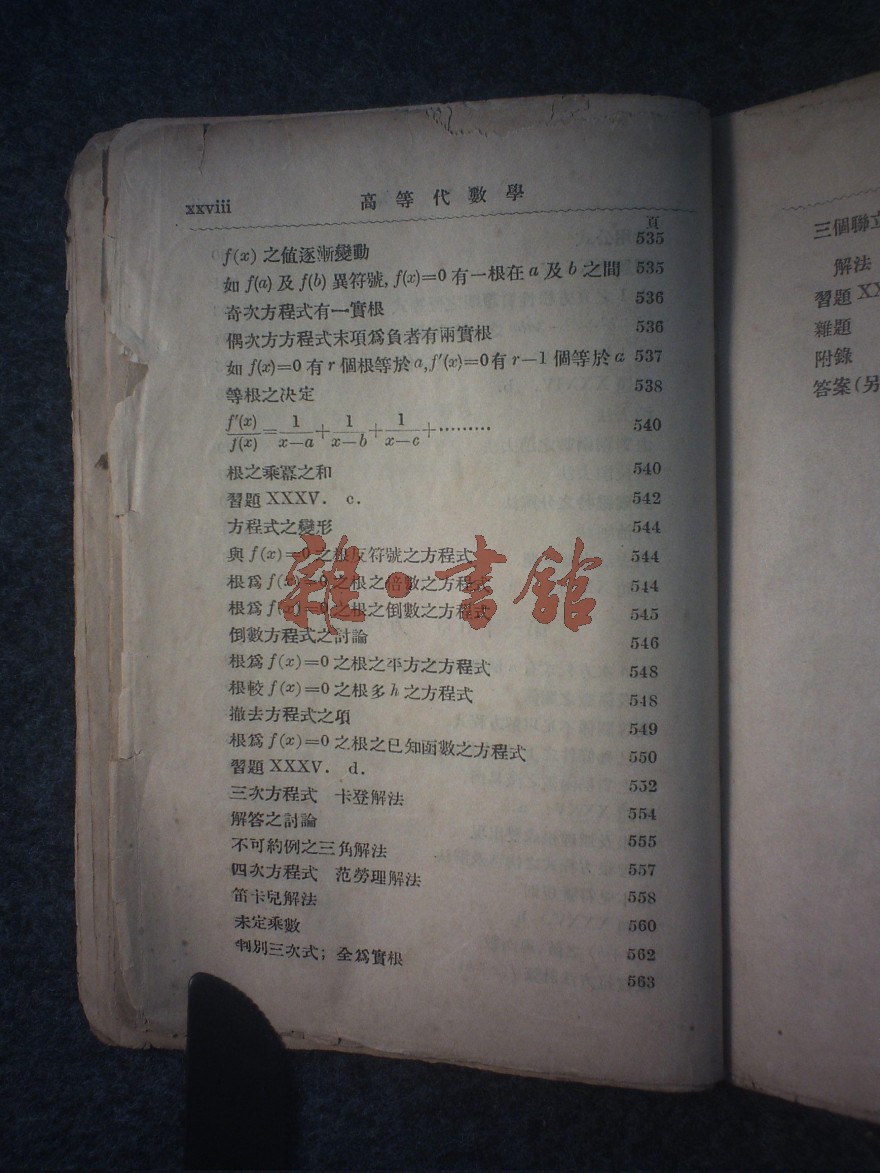 xxviii 高等代數學
頁
f(x) 之值逐漸變動 535
如 f(a) 及 f(b) 異符號, f(x)=0 有一根在 a 及 b 之間 535
奇次方程式有一實根 536
偶次方方程式末項爲負者有兩實根 536
如 f(x)=0 有 r 個根等於 a, f′(x)=0 有 r−1 個等於 a 537
等根之决定 538
f′(x)/f(x)=1/(x−a)+1/(x−b)+1/(x−c)+……… 540
根之乘冪之和 540
習題 XXXV. c. 542
方程式之變形 544
與 f(x)=0 之根反符號之方程式 544
根爲 f(x)=0 之根之倍數之方程式 544
根爲 f(x)=0 之根之倒數之方程式 545
倒數方程式之討論 546
根爲 f(x)=0 之根之平方之方程式 548
根較 f(x)=0 之根多 h 之方程式 548
撤去方程式之項 549
根爲 f(x)=0 之根之已知函數之方程式 550
習題 XXXV. d. 552
三次方程式 卡登解法 554
解答之討論 555
不可約例之三角解法 557
四次方程式 范勞理解法 558
笛卡兒解法 560
未定乘數 562
判別三次式; 全爲實根 563
雜·書館
三個聯立
解法
習題 XX
雜題
附錄
答案(另